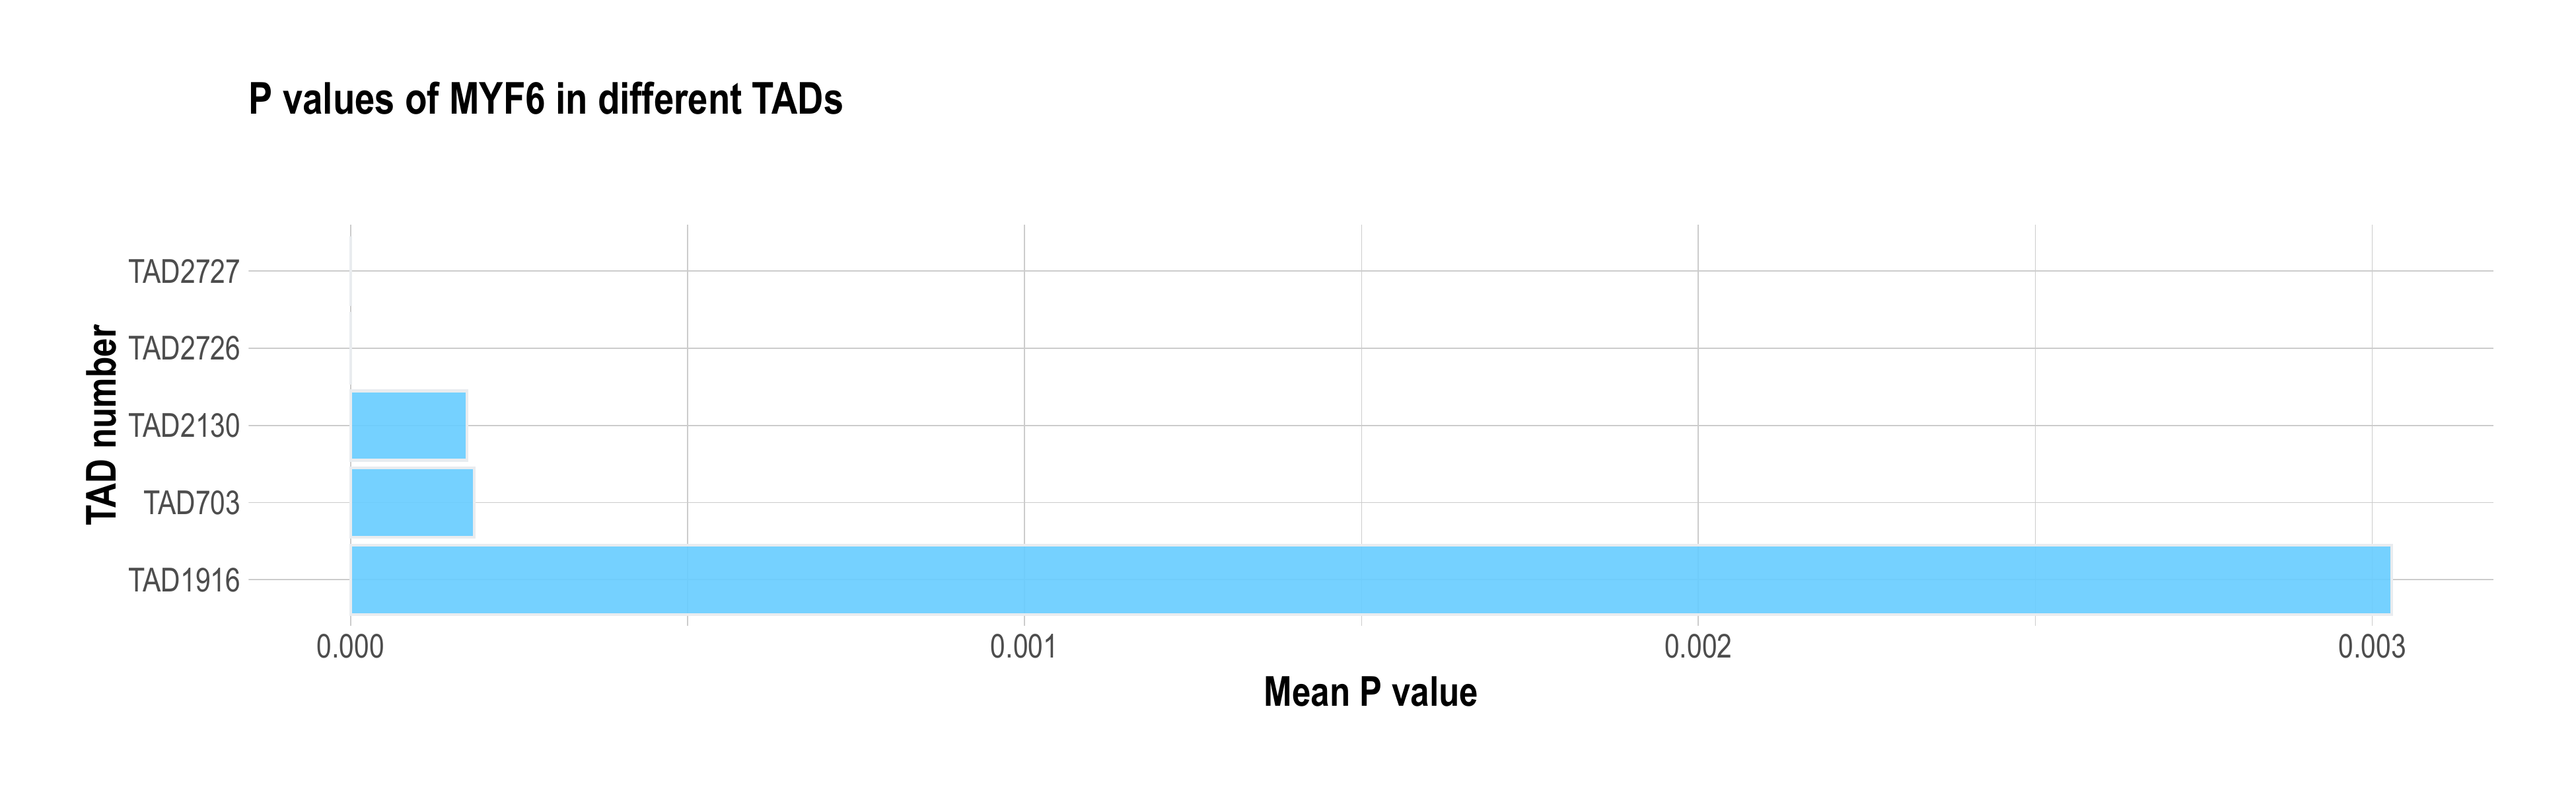 P values of MYF6 in different TADs
TAD number
TAD2727
TAD2726
TAD2130
TAD703
TAD1916
0.000 0.001 0.002 0.003
Mean P value